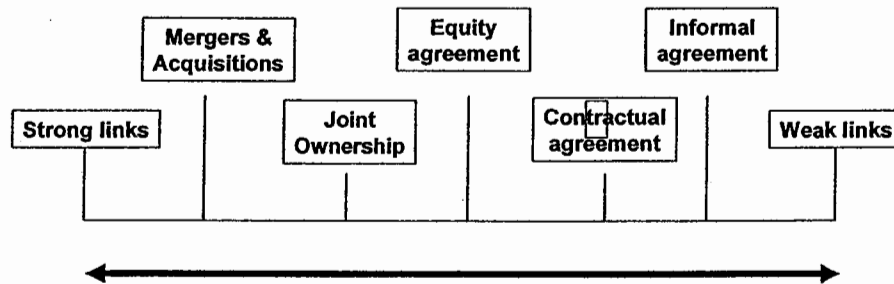 Mergers &
Acquisitions
Equity
agreement
Informal
agreement
Strong links
Joint
Ownership
Contractual
agreement
Weak links